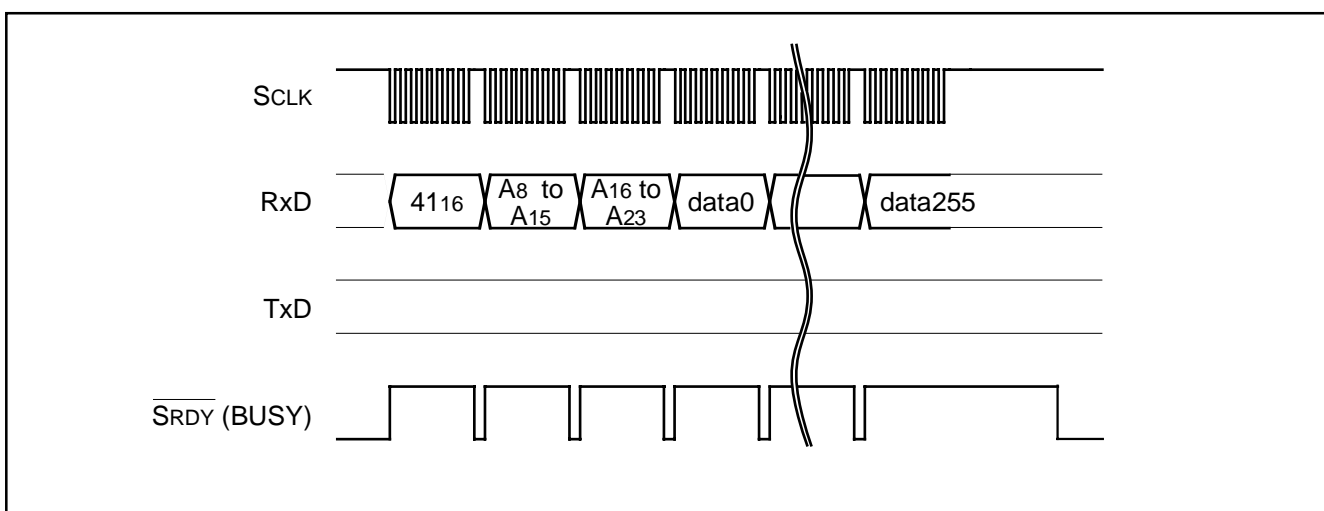 SCLK
RxD
4116
A8 to
A15
A16 to
A23
data0
data255
TxD
SRDY (BUSY)